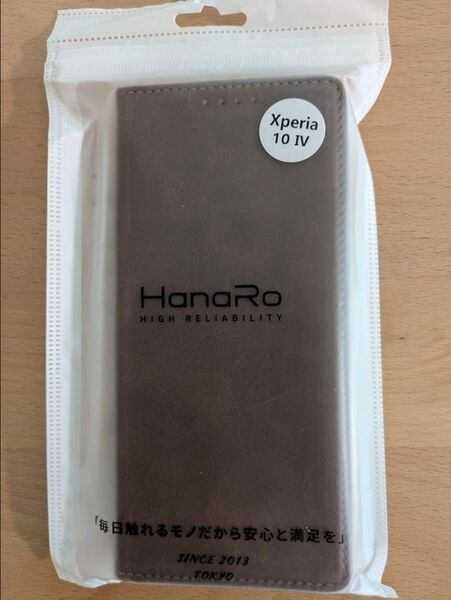 Xperia
10 IV
HanaRo
HIGH RELIABILITY
「毎日触れるモノだから安心と満足を」
SINCE 2013
TOKYO